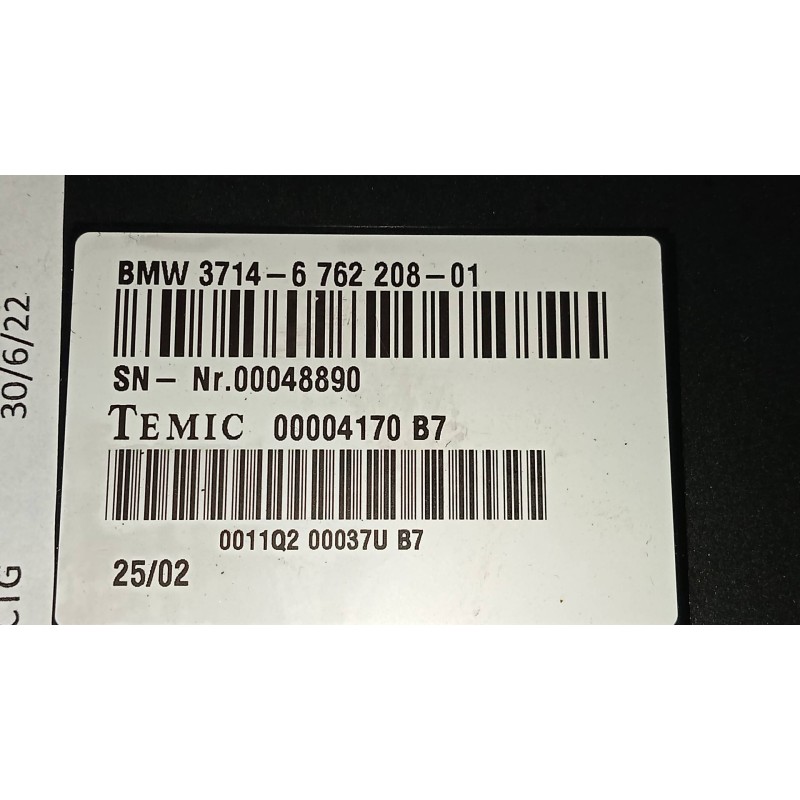 BMW 3714-6 762 208-01
SN- Nr.00048890
TEMIC 00004170 B7
0011Q2 00037U B7
25/02
30/6/22